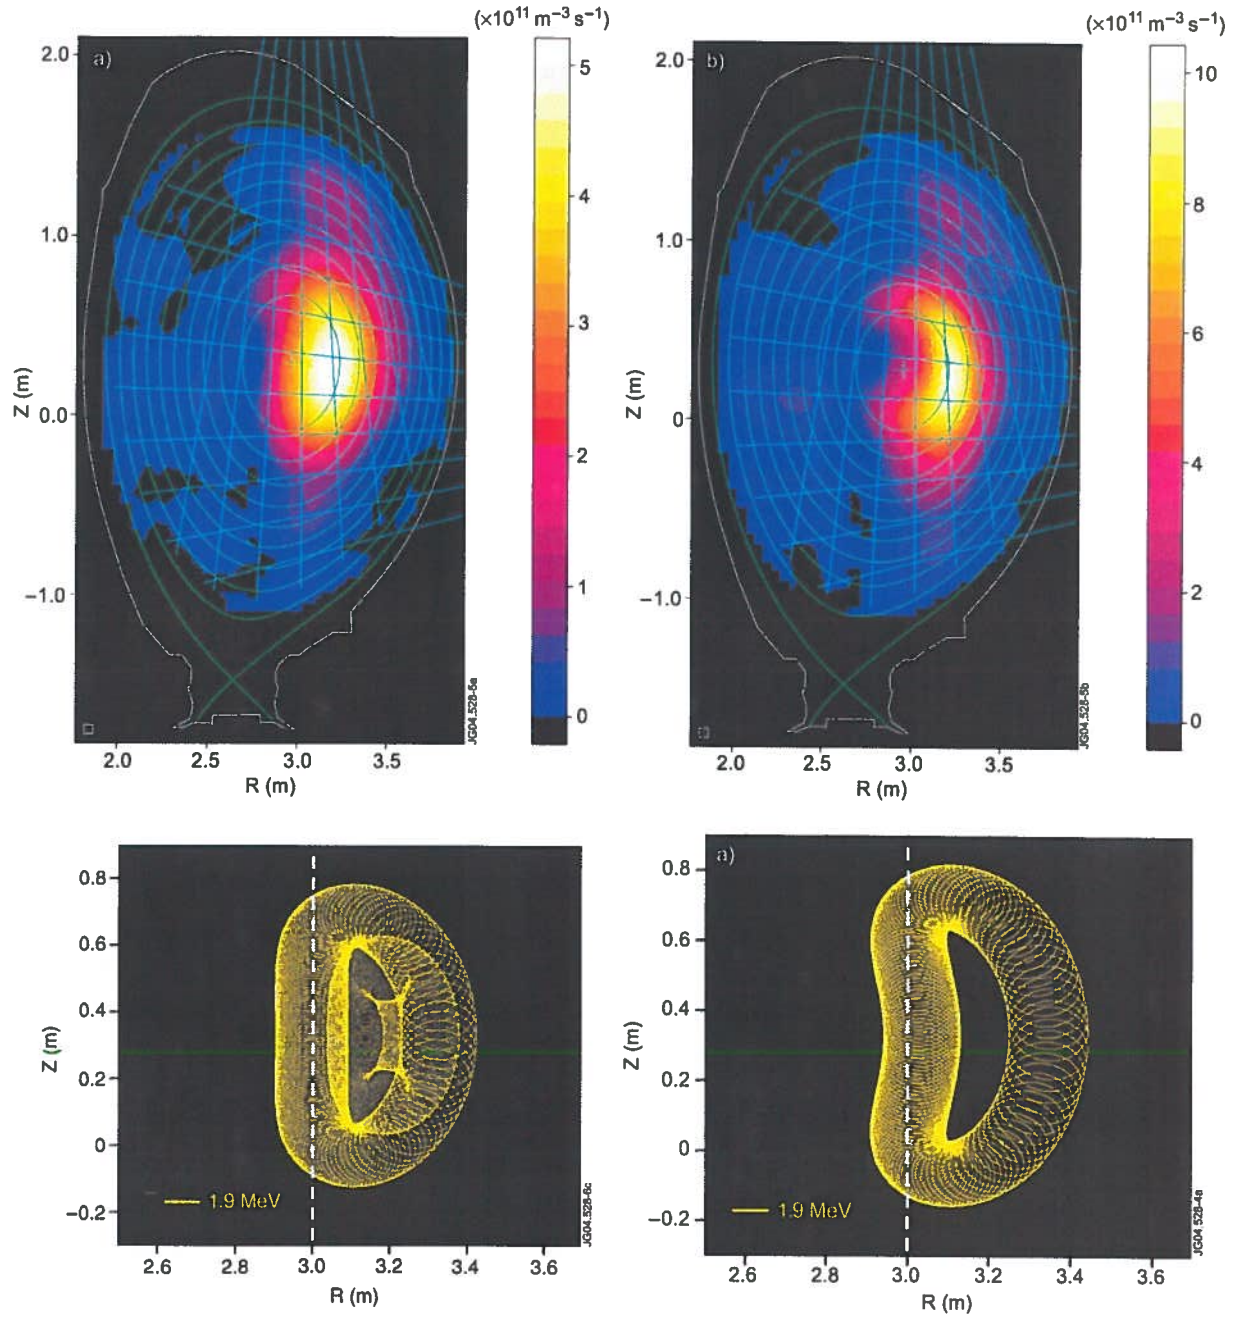 (×10¹¹ m⁻³ s⁻¹)
a)
2.0
1.0
0.0
−1.0
Z (m)
2.0
2.5
3.0
3.5
R (m)
5
4
3
2
1
0
JG04.528-5a
(×10¹¹ m⁻³ s⁻¹)
b)
2.0
1.0
0
−1.0
Z (m)
2.0
2.5
3.0
3.5
R (m)
10
8
6
4
2
0
JG04.528-5b
0.8
0.6
0.4
0.2
0
−0.2
Z (m)
1.9 MeV
2.6
2.8
3.0
3.2
3.4
3.6
R (m)
JG04.528-6c
a)
0.8
0.6
0.4
0.2
0
−0.2
Z (m)
1.9 MeV
2.6
2.8
3.0
3.2
3.4
3.6
R (m)
JG04.528-4a